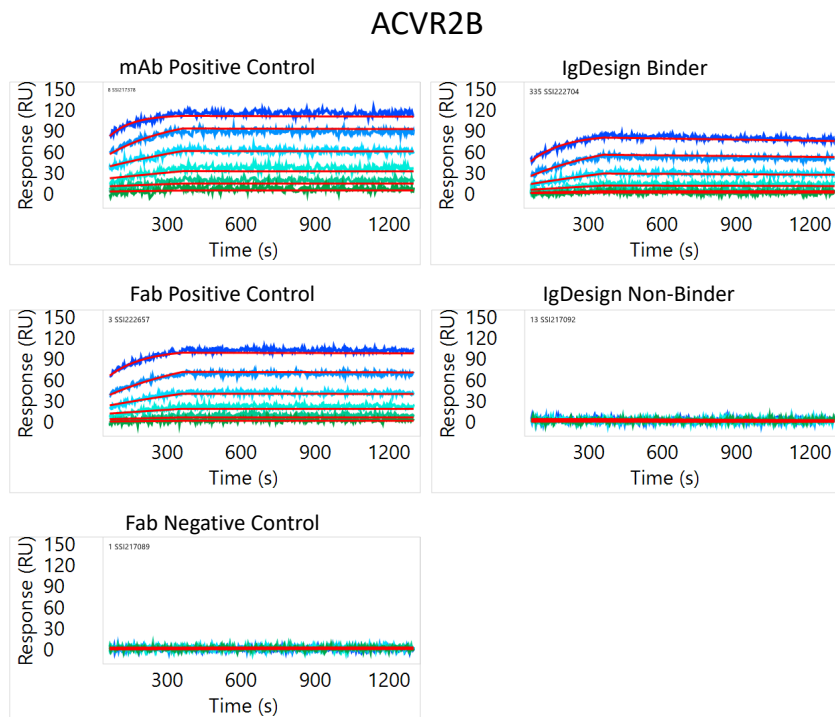 ACVR2B
mAb Positive Control
8 SSI217378
Response (RU)
150
120
90
60
30
0
300 600 900 1200
Time (s)
IgDesign Binder
335 SSI222704
Response (RU)
150
120
90
60
30
0
300 600 900 1200
Time (s)
Fab Positive Control
3 SSI222657
Response (RU)
150
120
90
60
30
0
300 600 900 1200
Time (s)
IgDesign Non-Binder
13 SSI217092
Response (RU)
150
120
90
60
30
0
300 600 900 1200
Time (s)
Fab Negative Control
1 SSI217089
Response (RU)
150
120
90
60
30
0
300 600 900 1200
Time (s)